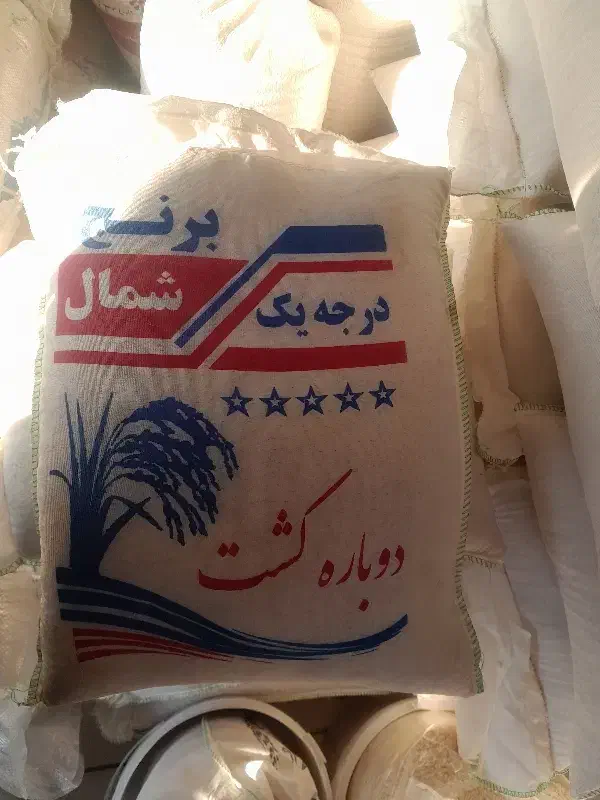 برنج
شمال
درجه یک
دوباره کشت